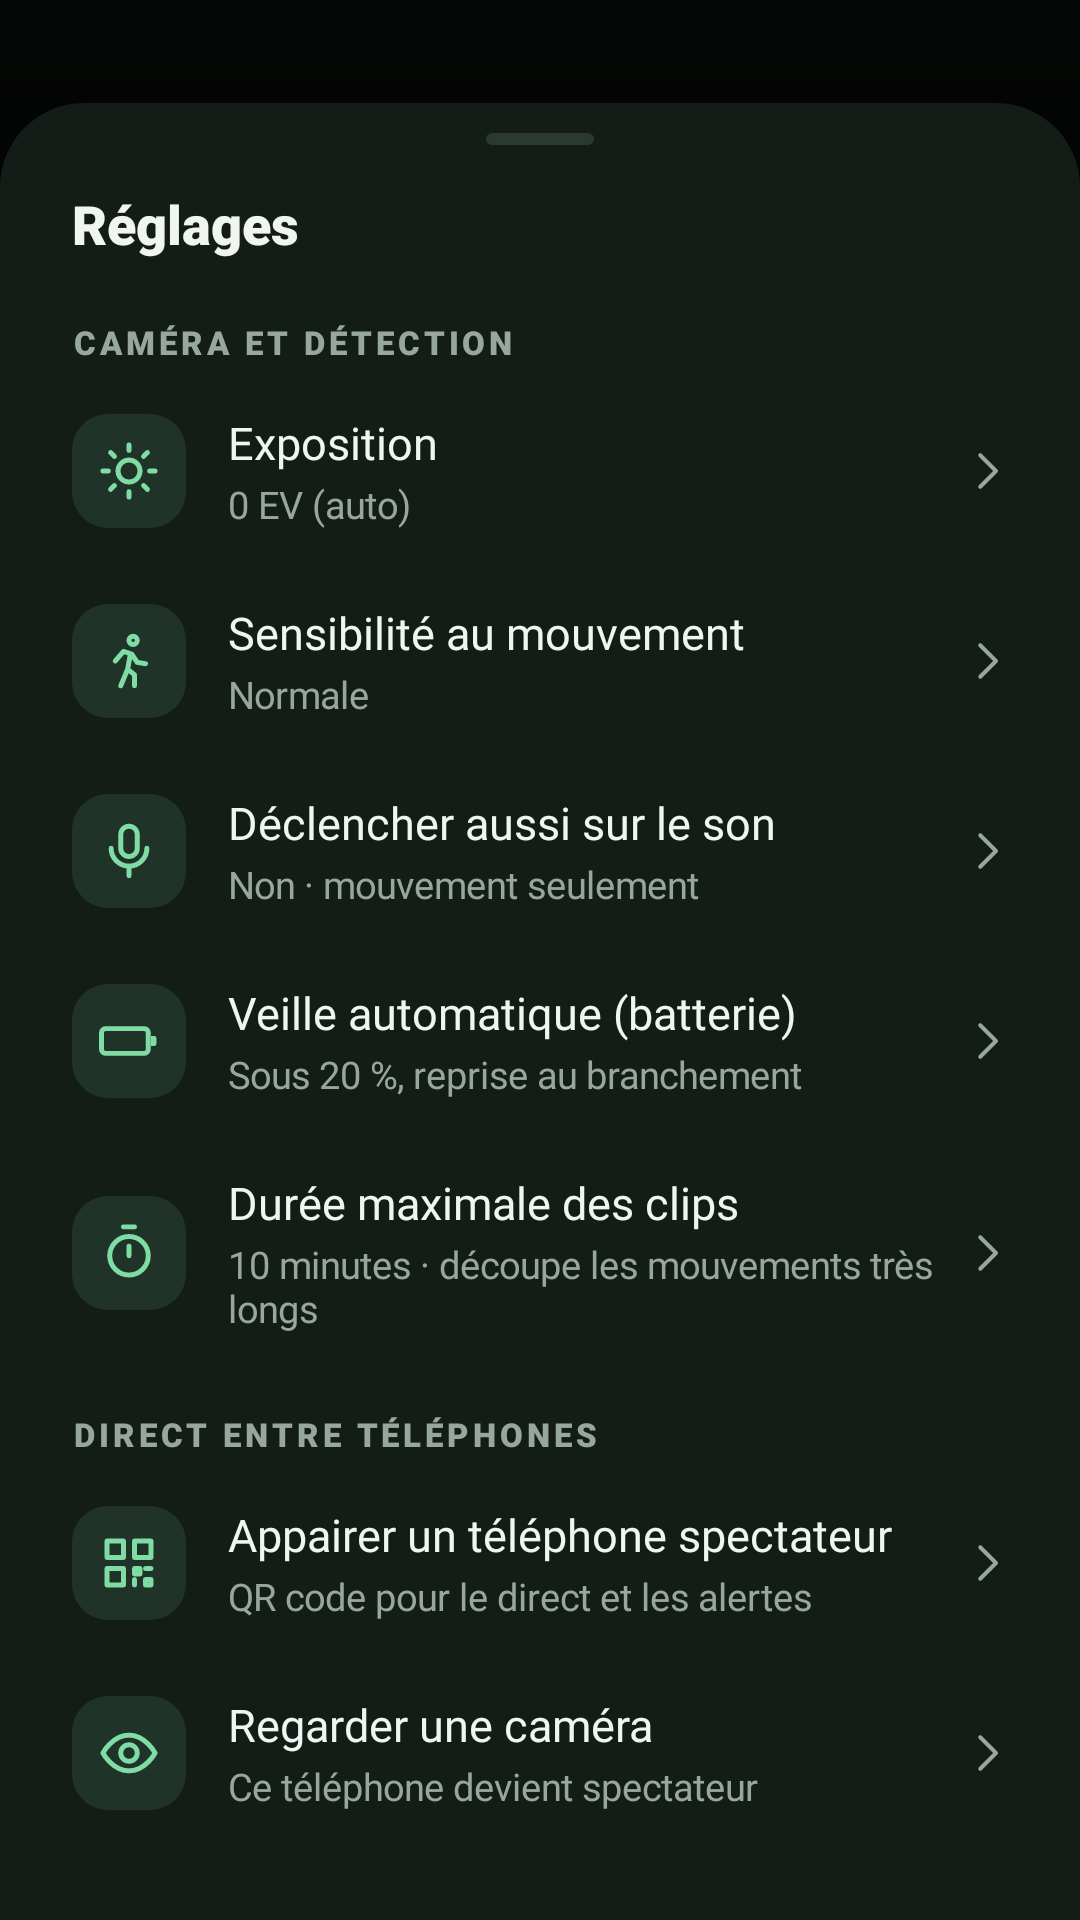 Réglages
CAMÉRA ET DÉTECTION
Exposition
0 EV (auto)
Sensibilité au mouvement
Normale
Déclencher aussi sur le son
Non · mouvement seulement
Veille automatique (batterie)
Sous 20 %, reprise au branchement
Durée maximale des clips
10 minutes · découpe les mouvements très
longs
DIRECT ENTRE TÉLÉPHONES
Appairer un téléphone spectateur
QR code pour le direct et les alertes
Regarder une caméra
Ce téléphone devient spectateur